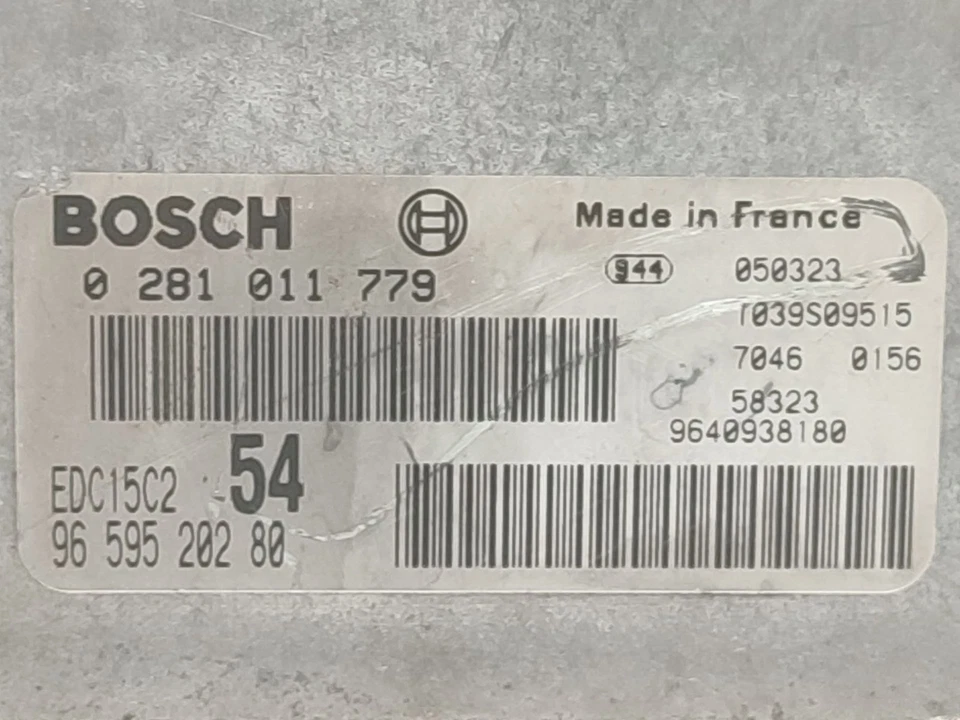 BOSCH
Made in France
0 281 011 779
944
050323
1039S09515
7046 0156
58323
9640938180
EDC15C2 54
96 595 202 80